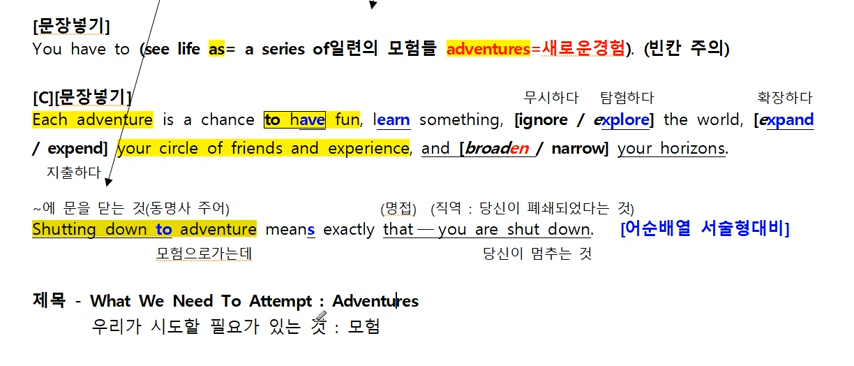 [문장넣기]
You have to (see life as= a series of일련의 모험들 adventures=새로운경험). (빈칸 주의)
[C][문장넣기]
무시하다 탐험하다 확장하다
Each adventure is a chance to have fun, learn something, [ignore / explore] the world, [expand
/ expend] your circle of friends and experience, and [broaden / narrow] your horizons.
지출하다
~에 문을 닫는 것(동명사 주어) (명접) (직역 : 당신이 폐쇄되었다는 것)
Shutting down to adventure means exactly that — you are shut down. [어순배열 서술형대비]
모험으로가는데 당신이 멈추는 것
제목 - What We Need To Attempt : Adventures
우리가 시도할 필요가 있는 것 : 모험